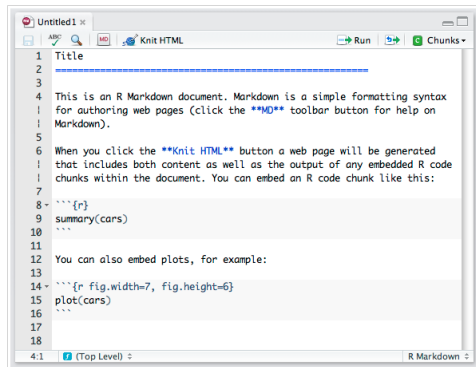 Untitled1 ×
ABC MD Knit HTML Run Chunks
1 Title
2 ======================================================
3
4 This is an R Markdown document. Markdown is a simple formatting syntax
for authoring web pages (click the **MD** toolbar button for help on
Markdown).
5
6 When you click the **Knit HTML** button a web page will be generated
that includes both content as well as the output of any embedded R code
chunks within the document. You can embed an R code chunk like this:
7
8 ```{r}
9 summary(cars)
10 ```
11
12 You can also embed plots, for example:
13
14 ```{r fig.width=7, fig.height=6}
15 plot(cars)
16 ```
17
18
4:1 (Top Level) R Markdown